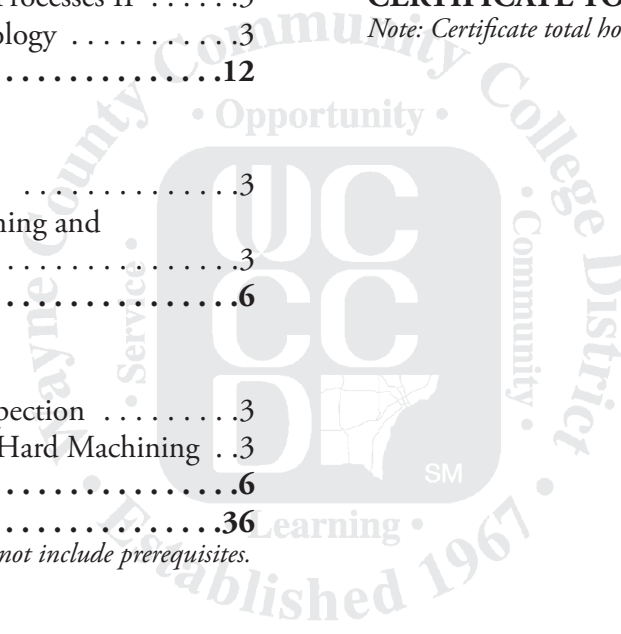 Processes II . . . . . .3
ology . . . . . . . . . . .3
. . . . . . . . . . . . . . .12
. . . . . . . . . . . . . .3
ning and
. . . . . . . . . . . . . . .3
. . . . . . . . . . . . . . . .6
pection . . . . . . . . .3
Hard Machining . .3
. . . . . . . . . . . . . . . .6
. . . . . . . . . . . . . . .36
not include prerequisites.
CERTIFICATE TO
Note: Certificate total ho
Wayne County Community College District
• Opportunity •
• Service •
• Community •
WCCCD
SM
Learning •
• Established 1967 •